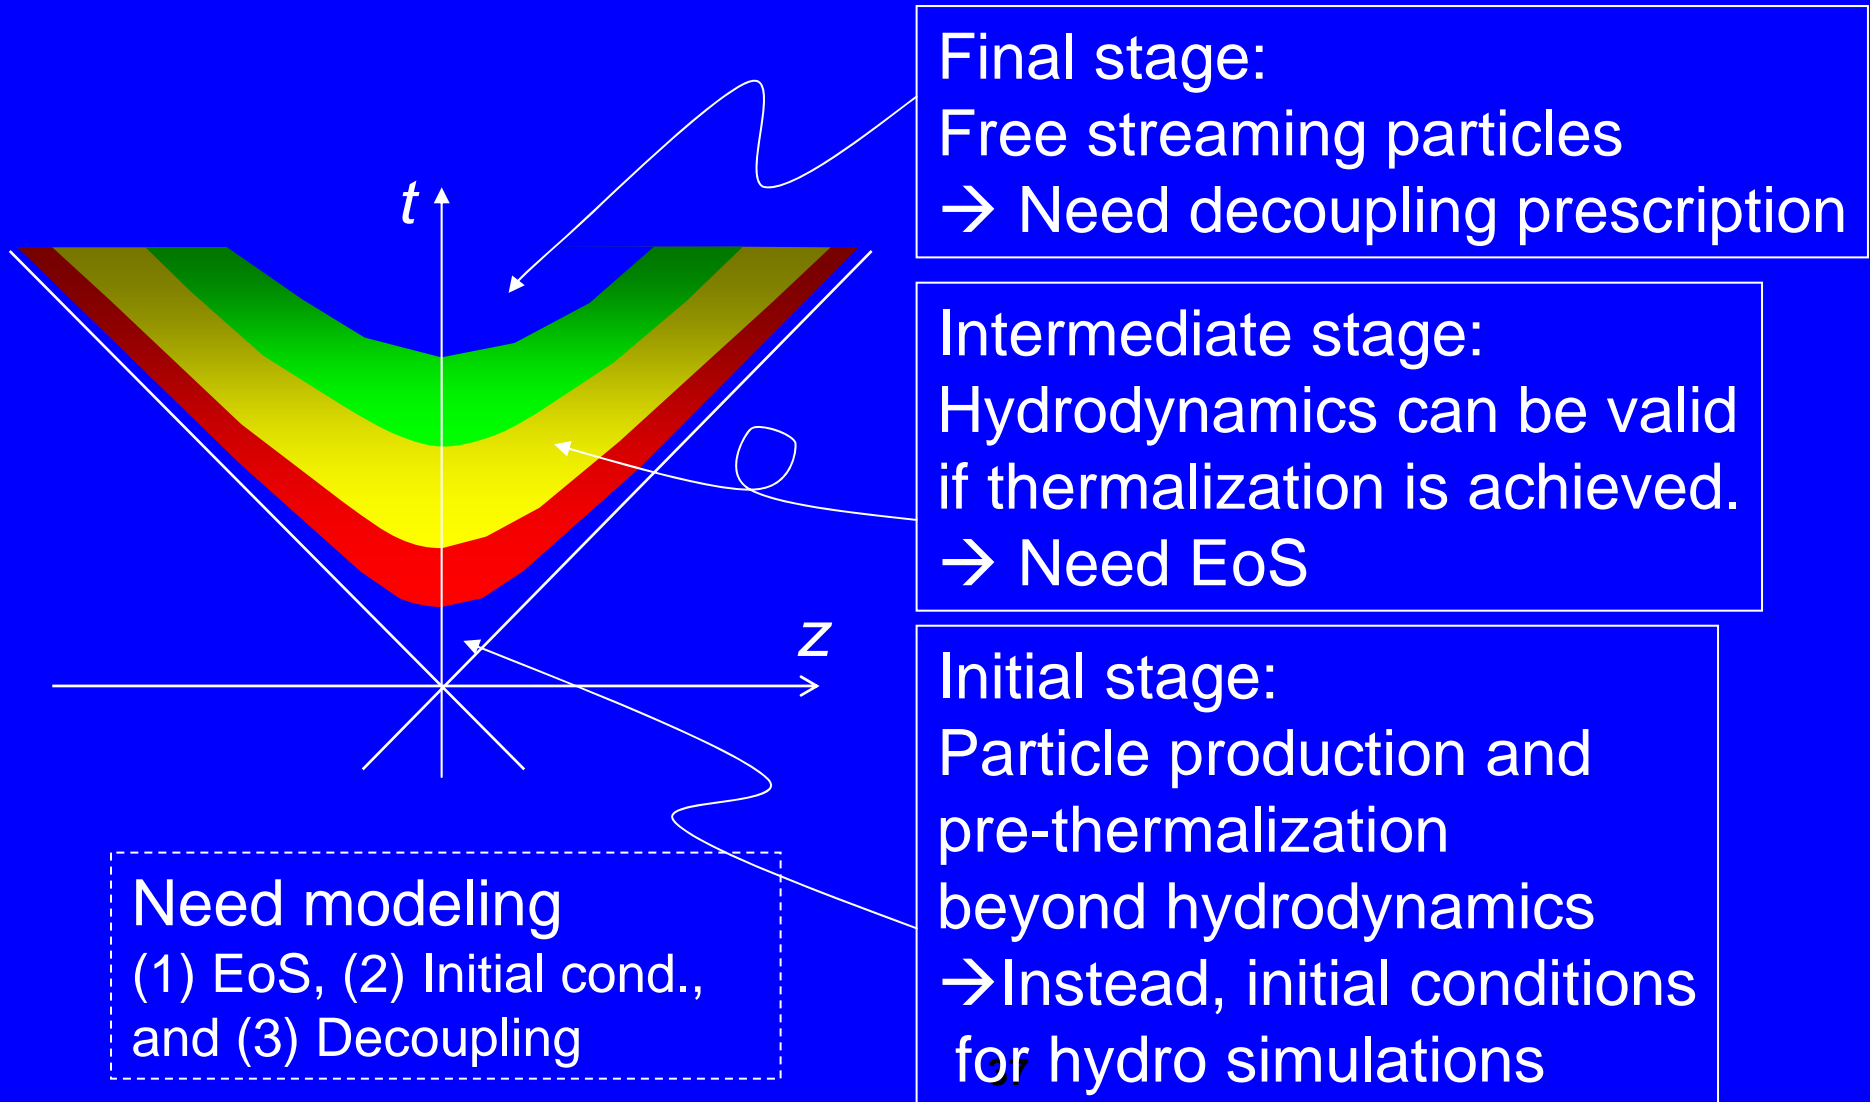 Final stage:
Free streaming particles
→ Need decoupling prescription
t
Intermediate stage:
Hydrodynamics can be valid
if thermalization is achieved.
→ Need EoS
z
Initial stage:
Particle production and
pre-thermalization
beyond hydrodynamics
→Instead, initial conditions
for hydro simulations
Need modeling
(1) EoS, (2) Initial cond.,
and (3) Decoupling
37